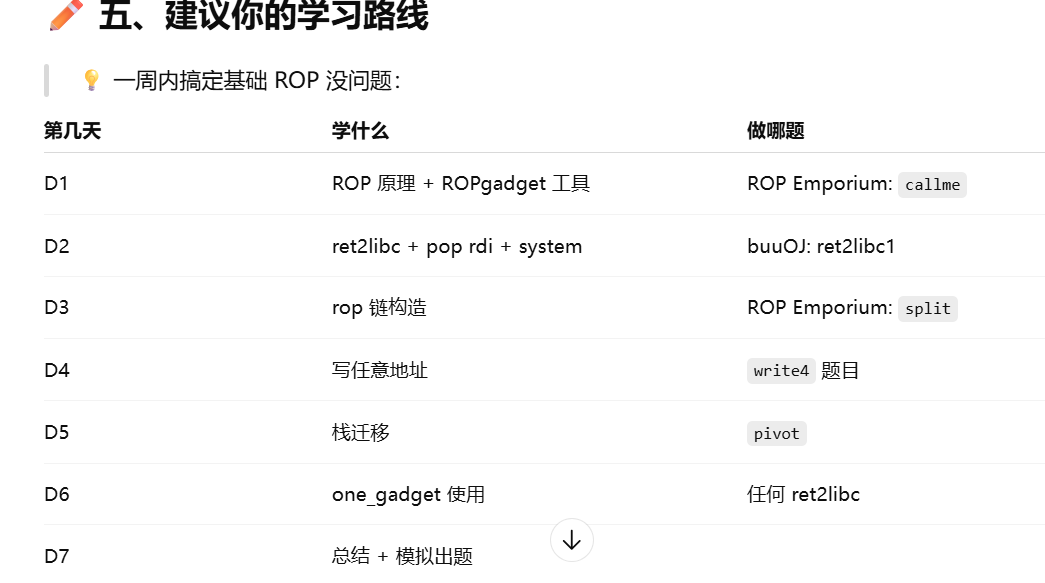 ✏️ 五、建议你的学习路线
💡 一周内搞定基础 ROP 没问题：
第几天 学什么 做哪题
D1 ROP 原理 + ROPgadget 工具 ROP Emporium: callme
D2 ret2libc + pop rdi + system buuOJ: ret2libc1
D3 rop 链构造 ROP Emporium: split
D4 写任意地址 write4 题目
D5 栈迁移 pivot
D6 one_gadget 使用 任何 ret2libc
D7 总结 + 模拟出题